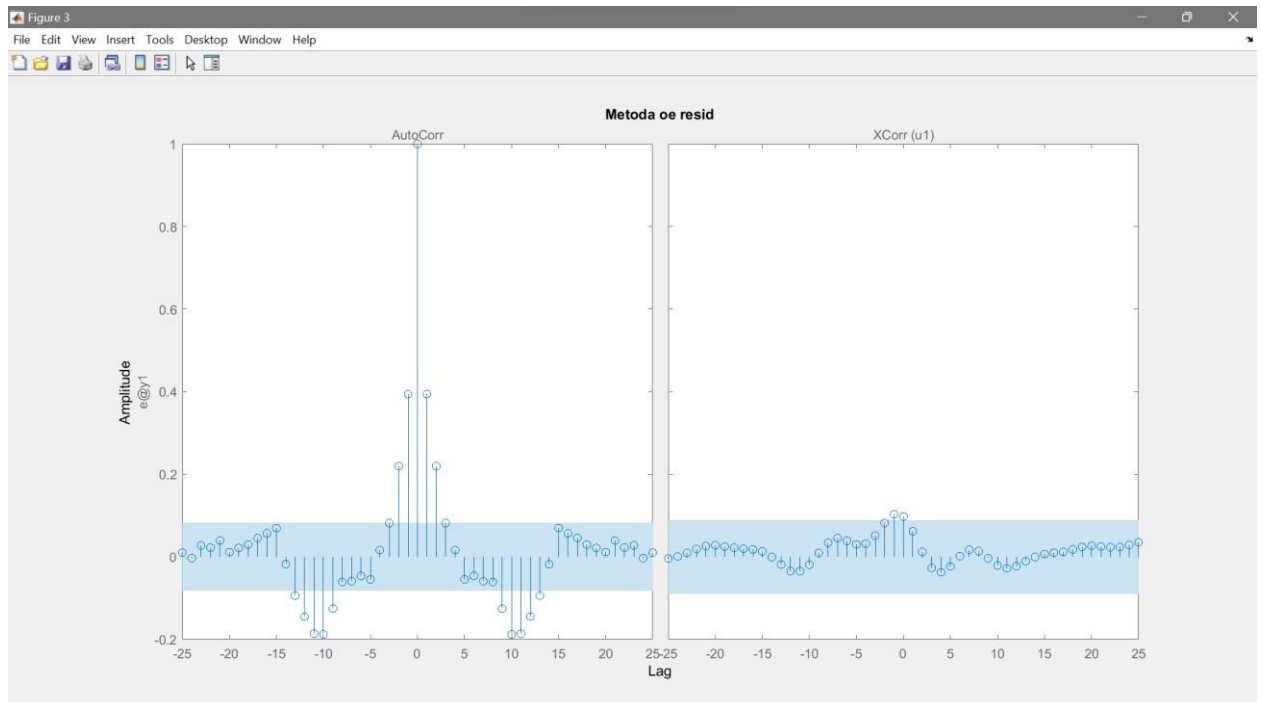 Figure 3
File Edit View Insert Tools Desktop Window Help
Metoda oe resid
AutoCorr
XCorr (u1)
1
0.8
0.6
0.4
0.2
0
-0.2
Amplitude
e@y1
-25 -20 -15 -10 -5 0 5 10 15 20 25
-25 -20 -15 -10 -5 0 5 10 15 20 25
Lag